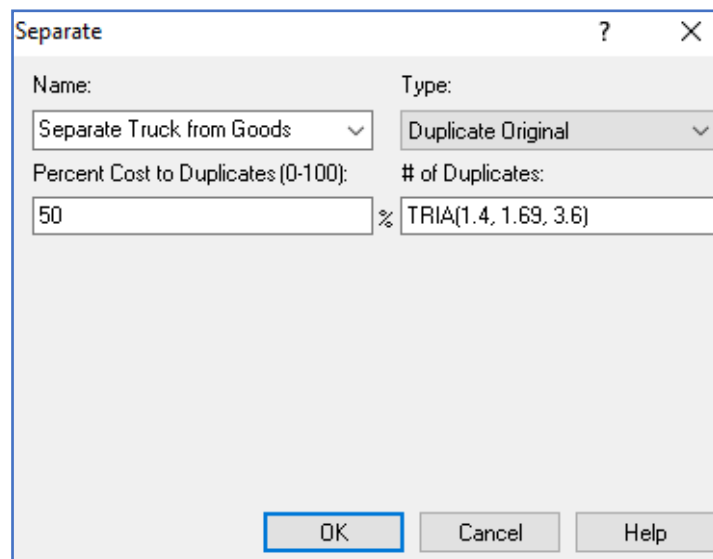 Separate ?
Name: Type:
Separate Truck from Goods Duplicate Original
Percent Cost to Duplicates (0-100): # of Duplicates:
50 % TRIA(1.4, 1.69, 3.6)
OK Cancel Help